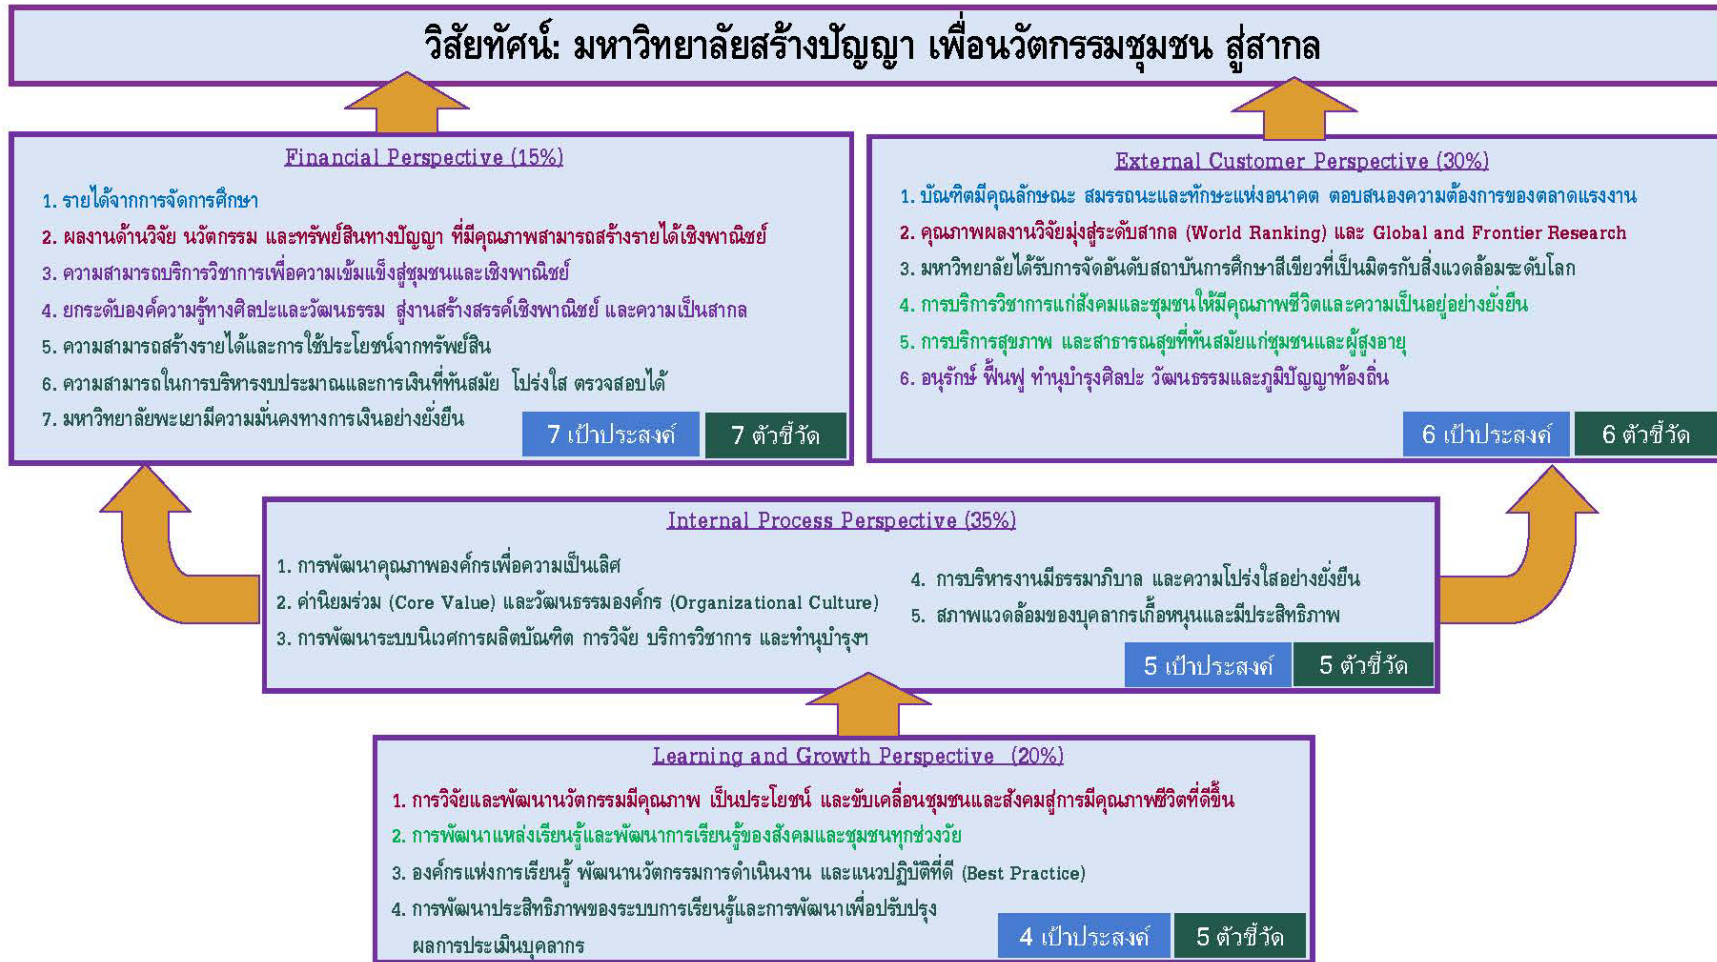 วิสัยทัศน์: มหาวิทยาลัยสร้างปัญญา เพื่อนวัตกรรมชุมชน สู่สากล
Financial Perspective (15%)
1. รายได้จากการจัดการศึกษา
2. ผลงานด้านวิจัย นวัตกรรม และทรัพย์สินทางปัญญา ที่มีคุณภาพสามารถสร้างรายได้เชิงพาณิชย์
3. ความสามารถบริการวิชาการเพื่อความเข้มแข็งสู่ชุมชนและเชิงพาณิชย์
4. ยกระดับองค์ความรู้ทางศิลปะและวัฒนธรรม สู่งานสร้างสรรค์เชิงพาณิชย์ และความเป็นสากล
5. ความสามารถสร้างรายได้และการใช้ประโยชน์จากทรัพย์สิน
6. ความสามารถในการบริหารงบประมาณและการเงินที่ทันสมัย โปร่งใส ตรวจสอบได้
7. มหาวิทยาลัยพะเยามีความมั่นคงทางการเงินอย่างยั่งยืน
7 เป้าประสงค์
7 ตัวชี้วัด
External Customer Perspective (30%)
1. บัณฑิตมีคุณลักษณะ สมรรถนะและทักษะแห่งอนาคต ตอบสนองความต้องการของตลาดแรงงาน
2. คุณภาพผลงานวิจัยมุ่งสู่ระดับสากล (World Ranking) และ Global and Frontier Research
3. มหาวิทยาลัยได้รับการจัดอันดับสถาบันการศึกษาสีเขียวที่เป็นมิตรกับสิ่งแวดล้อมระดับโลก
4. การบริการวิชาการแก่สังคมและชุมชนให้มีคุณภาพชีวิตและความเป็นอยู่อย่างยั่งยืน
5. การบริการสุขภาพ และสาธารณสุขที่ทันสมัยแก่ชุมชนและผู้สูงอายุ
6. อนุรักษ์ ฟื้นฟู ทำนุบำรุงศิลปะ วัฒนธรรมและภูมิปัญญาท้องถิ่น
6 เป้าประสงค์
6 ตัวชี้วัด
Internal Process Perspective (35%)
1. การพัฒนาคุณภาพองค์กรเพื่อความเป็นเลิศ
2. ค่านิยมร่วม (Core Value) และวัฒนธรรมองค์กร (Organizational Culture)
3. การพัฒนาระบบนิเวศการผลิตบัณฑิต การวิจัย บริการวิชาการ และทำนุบำรุงฯ
4. การบริหารงานมีธรรมาภิบาล และความโปร่งใสอย่างยั่งยืน
5. สภาพแวดล้อมของบุคลากรเกื้อหนุนและมีประสิทธิภาพ
5 เป้าประสงค์
5 ตัวชี้วัด
Learning and Growth Perspective (20%)
1. การวิจัยและพัฒนานวัตกรรมมีคุณภาพ เป็นประโยชน์ และขับเคลื่อนชุมชนและสังคมสู่การมีคุณภาพชีวิตที่ดีขึ้น
2. การพัฒนาแหล่งเรียนรู้และพัฒนาการเรียนรู้ของสังคมและชุมชนทุกช่วงวัย
3. องค์กรแห่งการเรียนรู้ พัฒนานวัตกรรมการดำเนินงาน และแนวปฏิบัติที่ดี (Best Practice)
4. การพัฒนาประสิทธิภาพของระบบการเรียนรู้และการพัฒนาเพื่อปรับปรุง
ผลการประเมินบุคลากร
4 เป้าประสงค์
5 ตัวชี้วัด